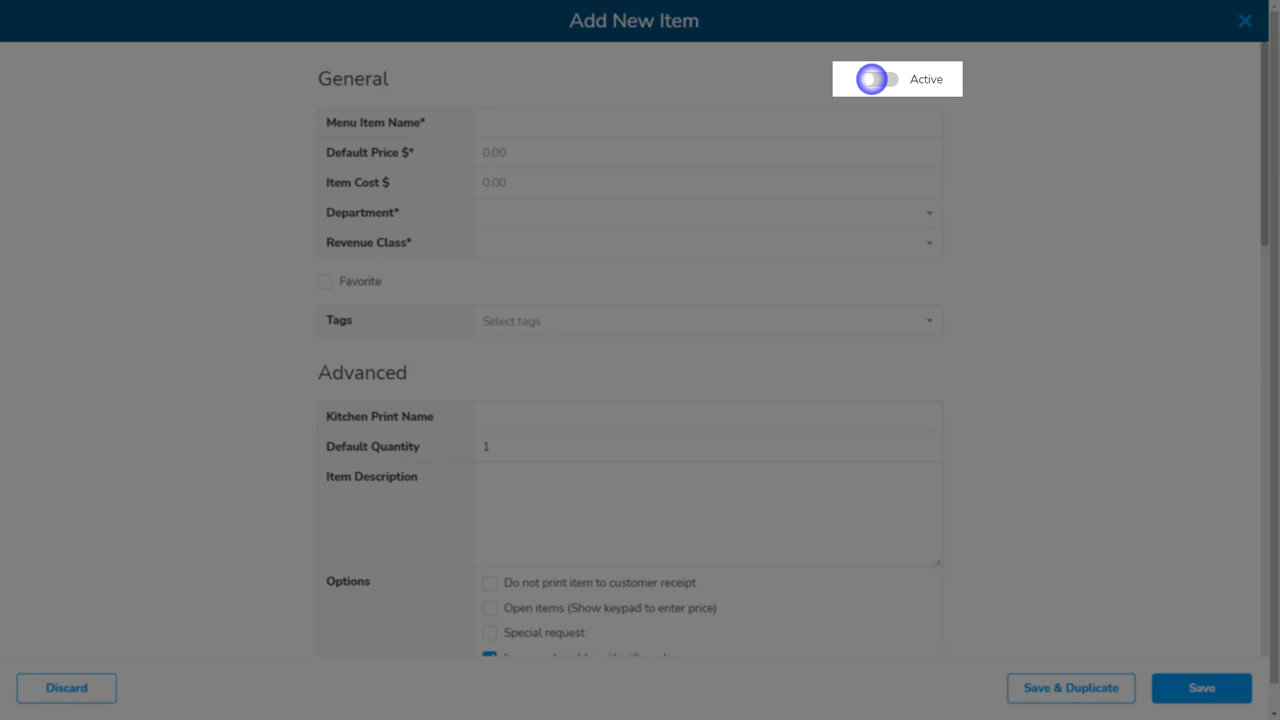 Add New Item
General
Active
Menu Item Name*
Default Price $* 0.00
Item Cost $ 0.00
Department*
Revenue Class*
Favorite
Tags Select tags
Advanced
Kitchen Print Name
Default Quantity 1
Item Description
Options
Do not print item to customer receipt
Open items (Show keypad to enter price)
Special request
Discard
Save & Duplicate
Save